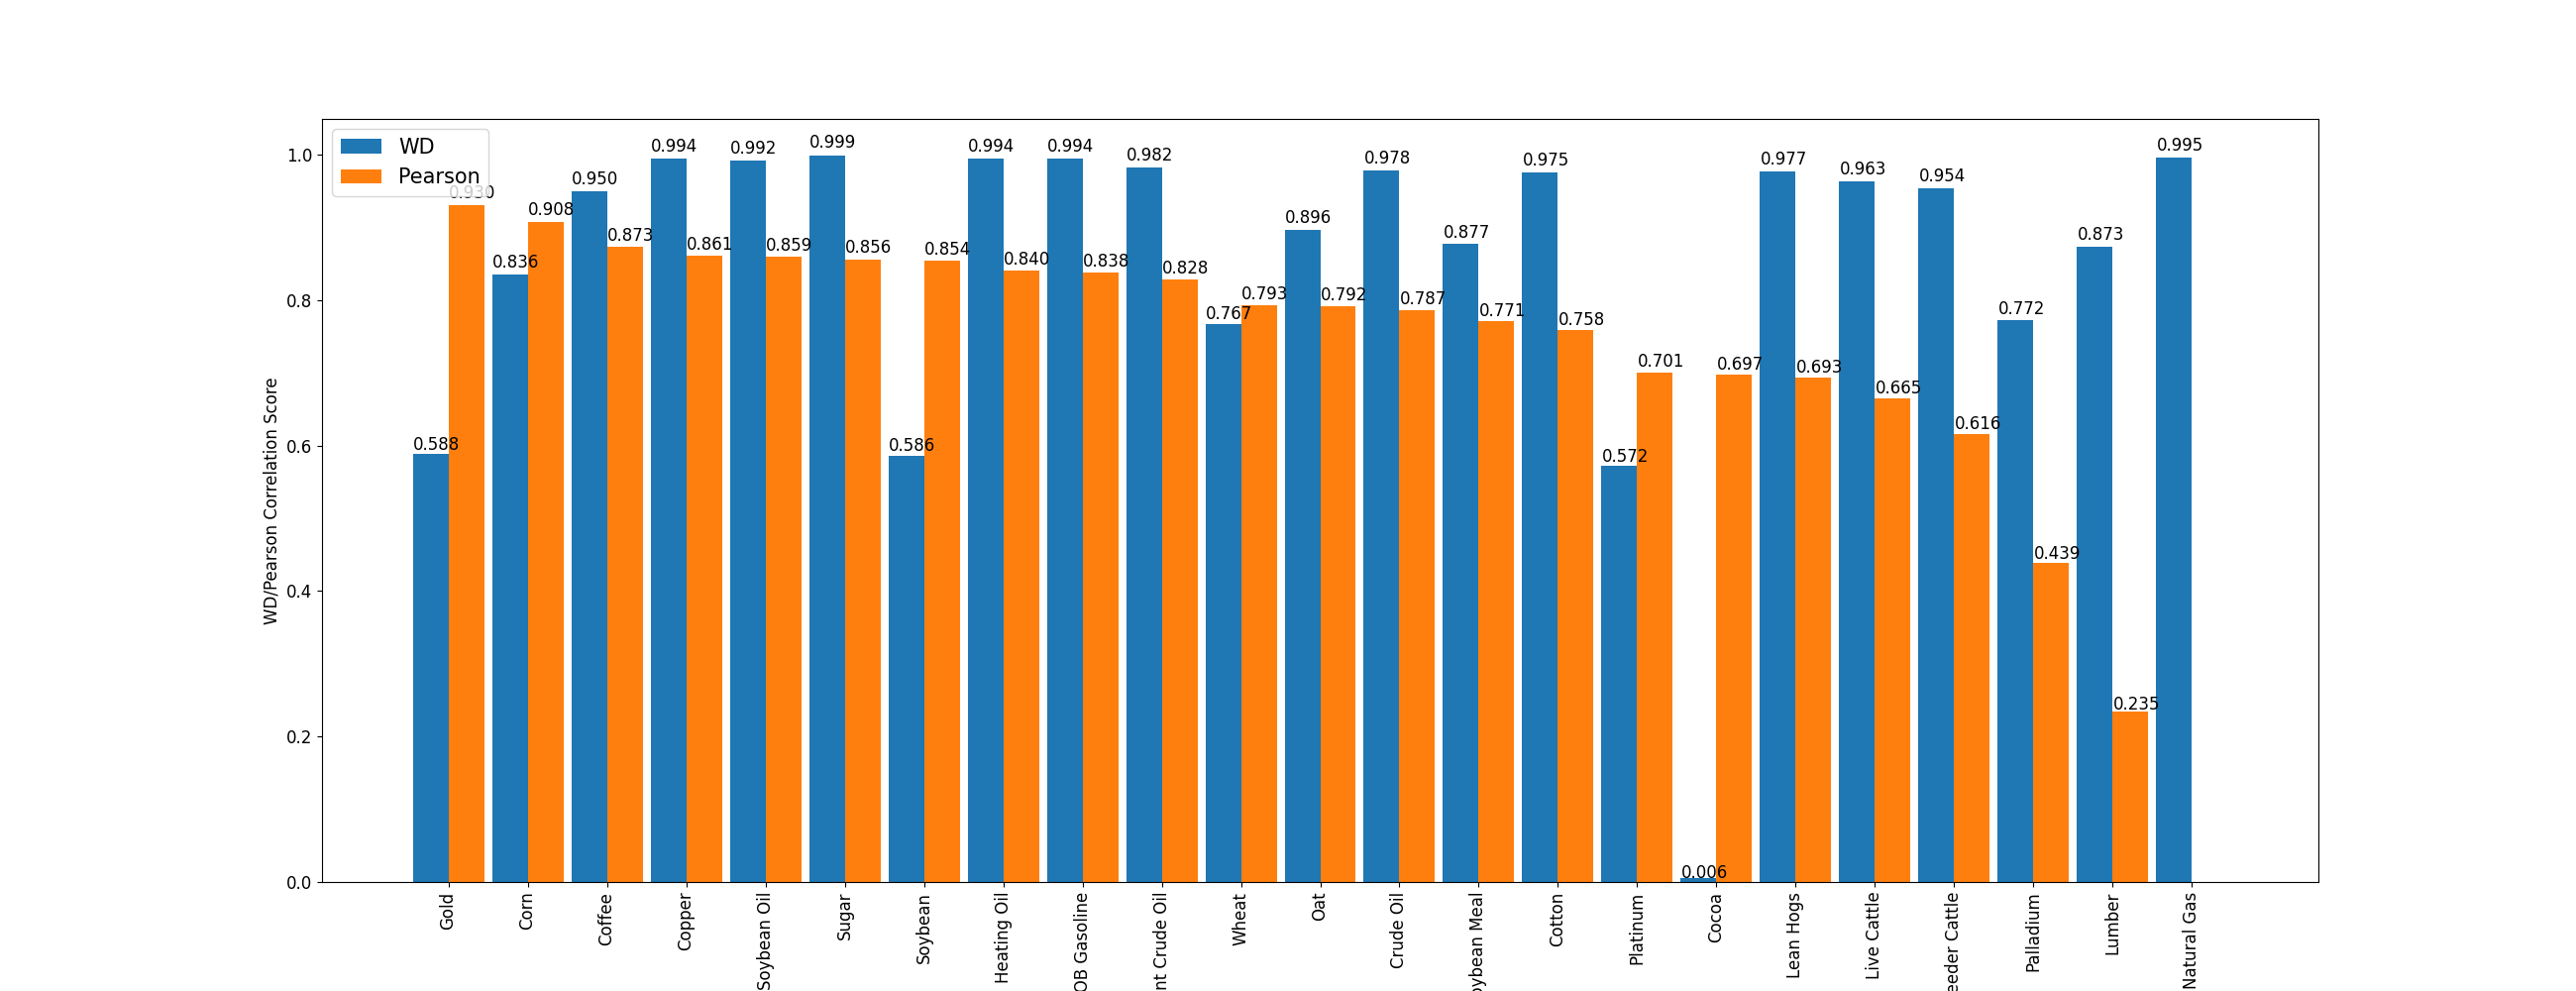 WD
Pearson
WD/Pearson Correlation Score
1.0
0.8
0.6
0.4
0.2
0.0
0.588
0.930
0.836
0.908
0.950
0.873
0.994
0.861
0.992
0.859
0.999
0.856
0.586
0.854
0.994
0.840
0.994
0.838
0.982
0.828
0.767
0.793
0.896
0.792
0.978
0.787
0.877
0.771
0.975
0.758
0.572
0.701
0.006
0.697
0.977
0.693
0.963
0.665
0.954
0.616
0.772
0.439
0.873
0.235
0.995
Gold
Corn
Coffee
Copper
Soybean Oil
Sugar
Soybean
Heating Oil
OB Gasoline
nt Crude Oil
Wheat
Oat
Crude Oil
ybean Meal
Cotton
Platinum
Cocoa
Lean Hogs
Live Cattle
eeder Cattle
Palladium
Lumber
Natural Gas